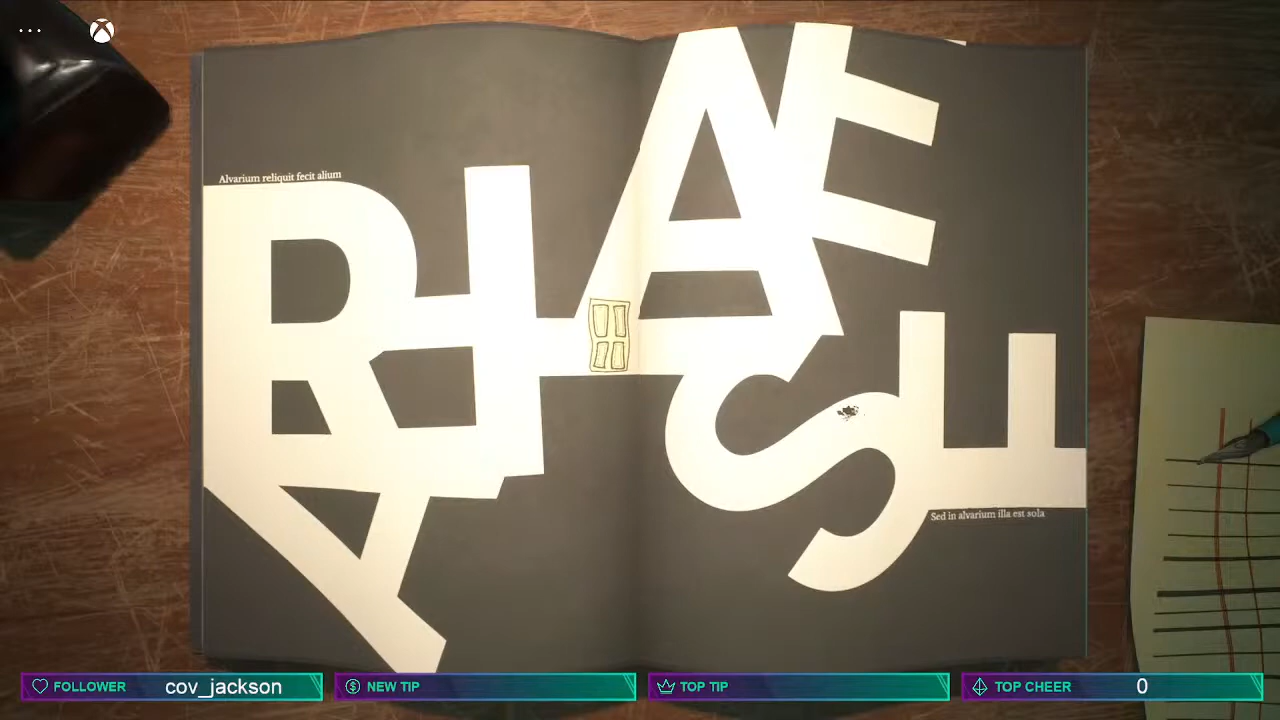 Alvarium reliquit fecit alium
R
H
A
E
A
S
E
Sed in alvarium illa est sola
FOLLOWER cov_jackson NEW TIP TOP TIP TOP CHEER 0